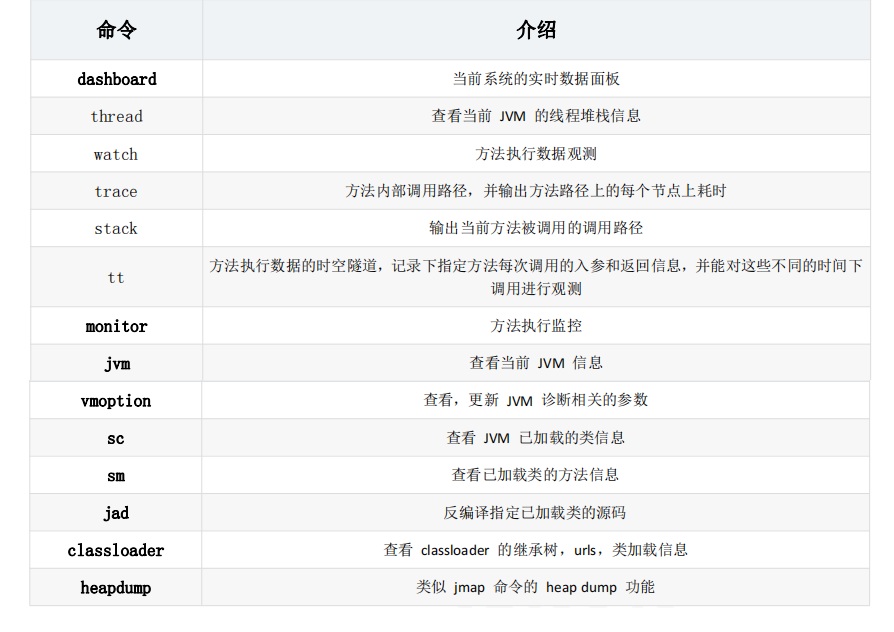 命令 介绍
dashboard 当前系统的实时数据面板
thread 查看当前 JVM 的线程堆栈信息
watch 方法执行数据观测
trace 方法内部调用路径，并输出方法路径上的每个节点上耗时
stack 输出当前方法被调用的调用路径
tt 方法执行数据的时空隧道，记录下指定方法每次调用的入参和返回信息，并能对这些不同的时间下
调用进行观测
monitor 方法执行监控
jvm 查看当前 JVM 信息
vmoption 查看，更新 JVM 诊断相关的参数
sc 查看 JVM 已加载的类信息
sm 查看已加载类的方法信息
jad 反编译指定已加载类的源码
classloader 查看 classloader 的继承树，urls，类加载信息
heapdump 类似 jmap 命令的 heap dump 功能